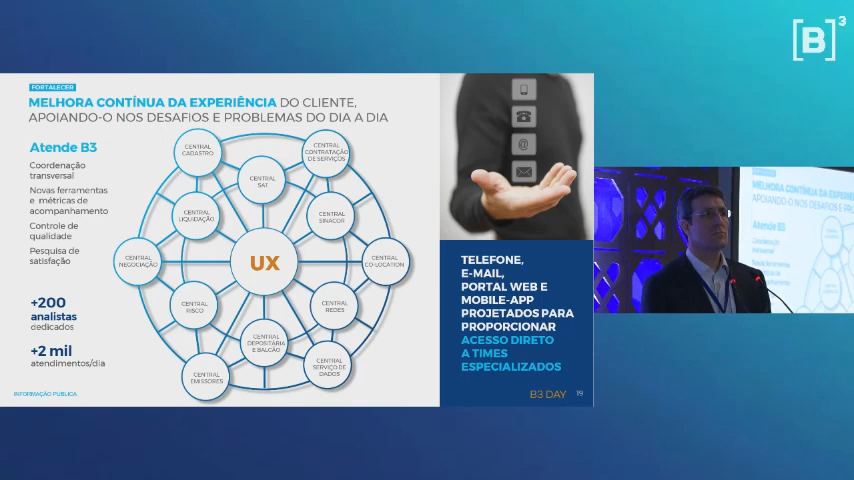 [B]³
FORTALECER
MELHORA CONTÍNUA DA EXPERIÊNCIA DO CLIENTE,
APOIANDO-O NOS DESAFIOS E PROBLEMAS DO DIA A DIA
Atende B3
Coordenação
transversal
Novas ferramentas
e métricas de
acompanhamento
Controle de
qualidade
Pesquisa de
satisfação
+200
analistas
dedicados
+2 mil
atendimentos/dia
INFORMAÇÃO PÚBLICA
CENTRAL
CADASTRO
CENTRAL
CONTRATAÇÃO
DE SERVIÇOS
CENTRAL
SAT
CENTRAL
LIQUIDAÇÃO
CENTRAL
SINACOR
CENTRAL
NEGOCIAÇÃO
UX
CENTRAL
CO-LOCATION
CENTRAL
RISCO
CENTRAL
REDES
CENTRAL
DEPOSITÁRIA
E BALCÃO
CENTRAL
EMISSORES
CENTRAL
SERVIÇO DE
DADOS
@
TELEFONE,
E-MAIL,
PORTAL WEB E
MOBILE-APP
PROJETADOS PARA
PROPORCIONAR
ACESSO DIRETO
A TIMES
ESPECIALIZADOS
B3 DAY 19
MELHORA CONTÍNUA DA EXPERIÊ
APOIANDO-O NOS DESAFIOS E PRO
Atende B3